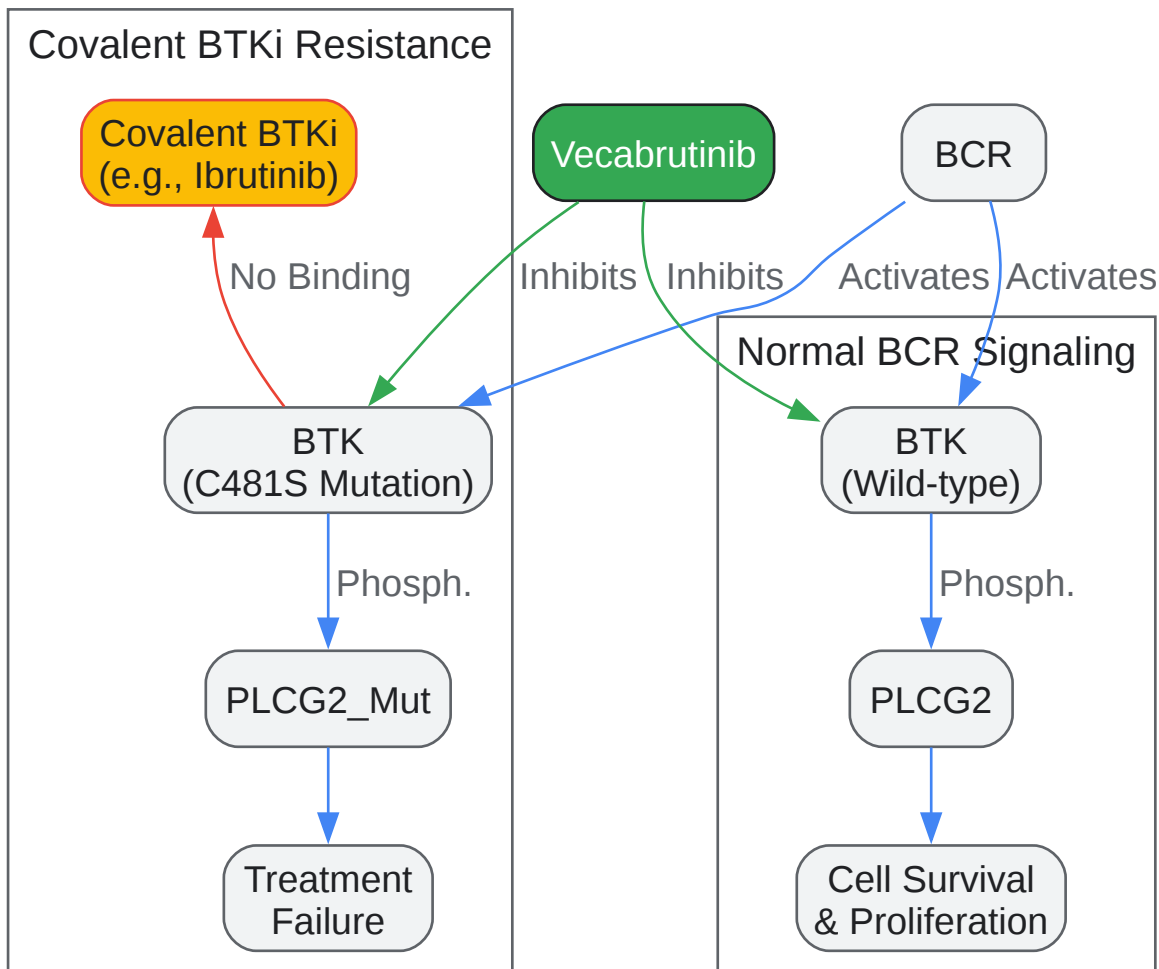 Covalent BTKi Resistance
Covalent BTKi
(e.g., Ibrutinib)
Vecabrutinib
BCR
No Binding
Inhibits
Inhibits
Activates
Activates
Normal BCR Signaling
BTK
(C481S Mutation)
BTK
(Wild-type)
Phosph.
Phosph.
PLCG2_Mut
PLCG2
Treatment
Failure
Cell Survival
& Proliferation